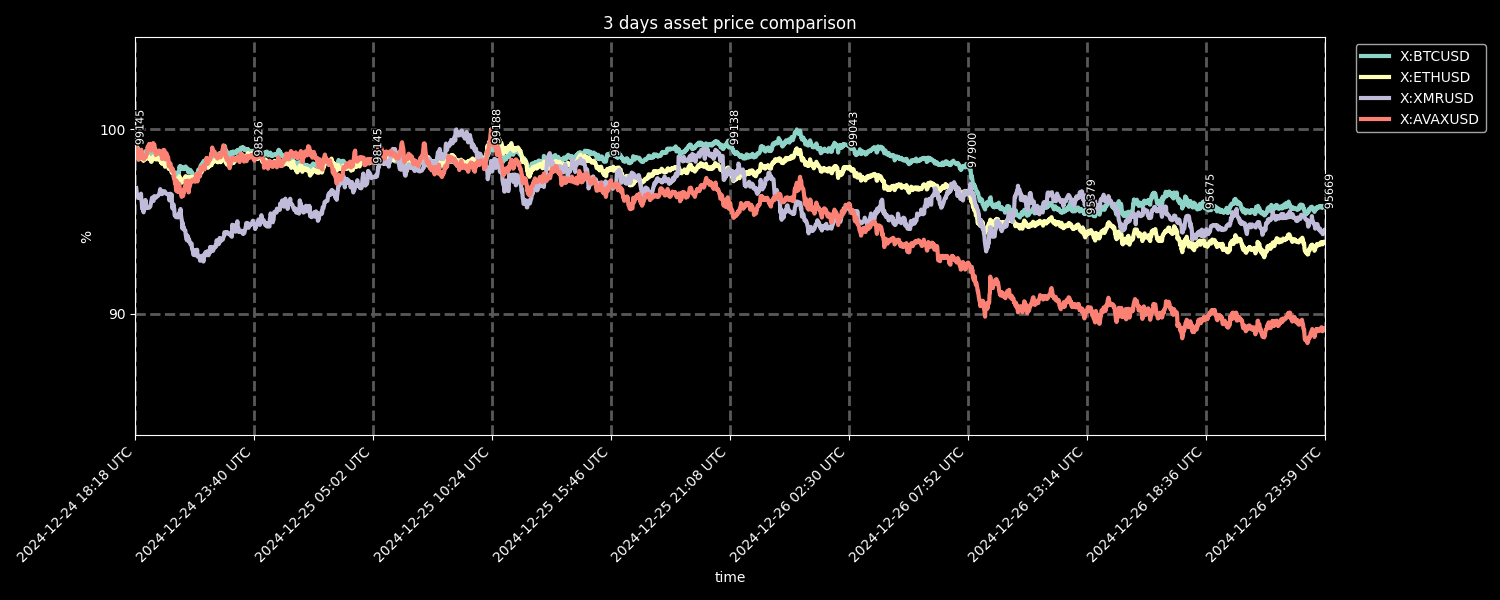 3 days asset price comparison
X:BTCUSD
X:ETHUSD
X:XMRUSD
X:AVAXUSD
100
90
%
99145
98526
98145
99188
98536
99138
99043
97900
95379
95675
95669
2024-12-24 18:18 UTC
2024-12-24 23:40 UTC
2024-12-25 05:02 UTC
2024-12-25 10:24 UTC
2024-12-25 15:46 UTC
2024-12-25 21:08 UTC
2024-12-26 02:30 UTC
2024-12-26 07:52 UTC
2024-12-26 13:14 UTC
2024-12-26 18:36 UTC
2024-12-26 23:59 UTC
time